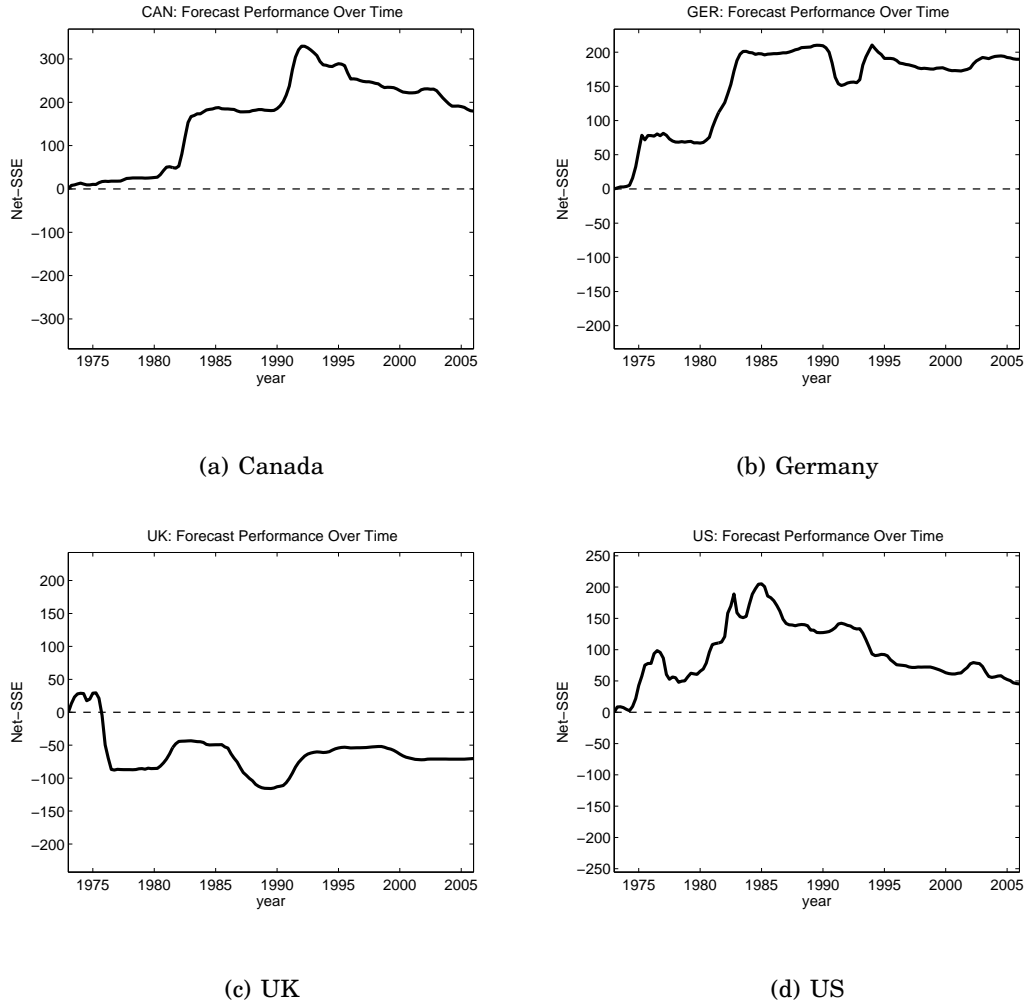 CAN: Forecast Performance Over Time
300
200
100
0
−100
−200
−300
Net−SSE
1975 1980 1985 1990 1995 2000 2005
year
(a) Canada
GER: Forecast Performance Over Time
200
150
100
50
0
−50
−100
−150
−200
Net−SSE
1975 1980 1985 1990 1995 2000 2005
year
(b) Germany
UK: Forecast Performance Over Time
200
150
100
50
0
−50
−100
−150
−200
Net−SSE
1975 1980 1985 1990 1995 2000 2005
year
(c) UK
US: Forecast Performance Over Time
250
200
150
100
50
0
−50
−100
−150
−200
−250
Net−SSE
1975 1980 1985 1990 1995 2000 2005
year
(d) US